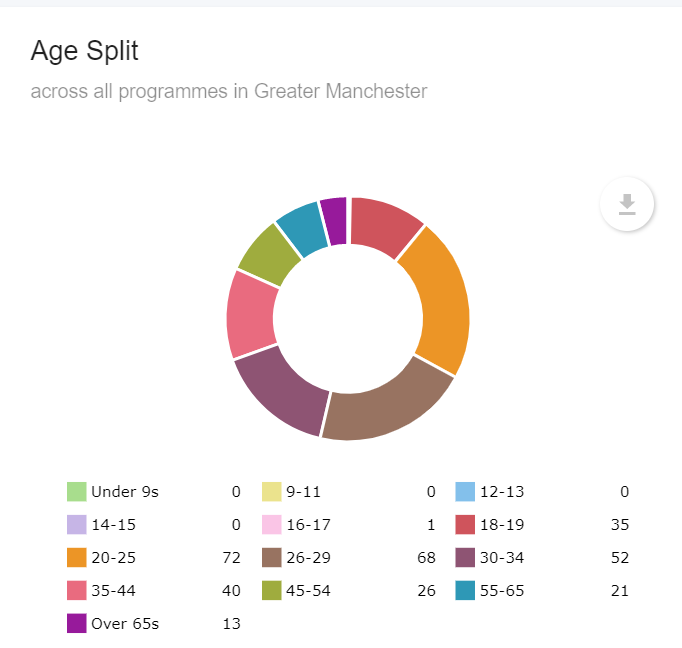 Age Split
across all programmes in Greater Manchester
Under 9s 0 9-11 0 12-13 0
14-15 0 16-17 1 18-19 35
20-25 72 26-29 68 30-34 52
35-44 40 45-54 26 55-65 21
Over 65s 13